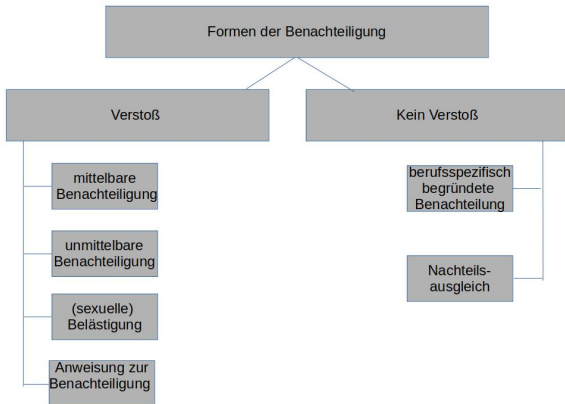 Formen der Benachteiligung
Verstoß
Kein Verstoß
mittelbare
Benachteiligung
unmittelbare
Benachteiligung
(sexuelle)
Belästigung
Anweisung zur
Benachteiligung
berufsspezifisch
begründete
Benachteilung
Nachteils-
ausgleich